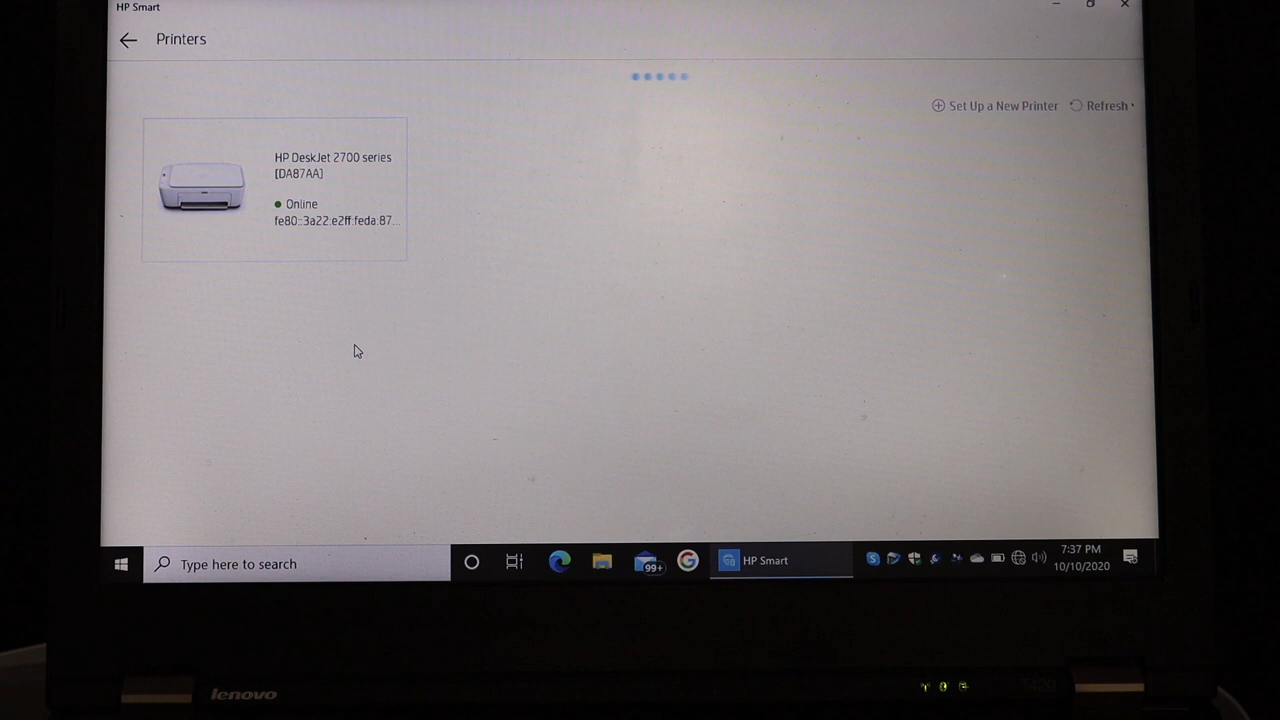 HP Smart
Printers
Set Up a New Printer
Refresh
HP DeskJet 2700 series
[DA87AA]
Online
fe80::3a22:e2ff:feda:87...
Type here to search
99+
HP Smart
7:37 PM
10/10/2020
lenovo